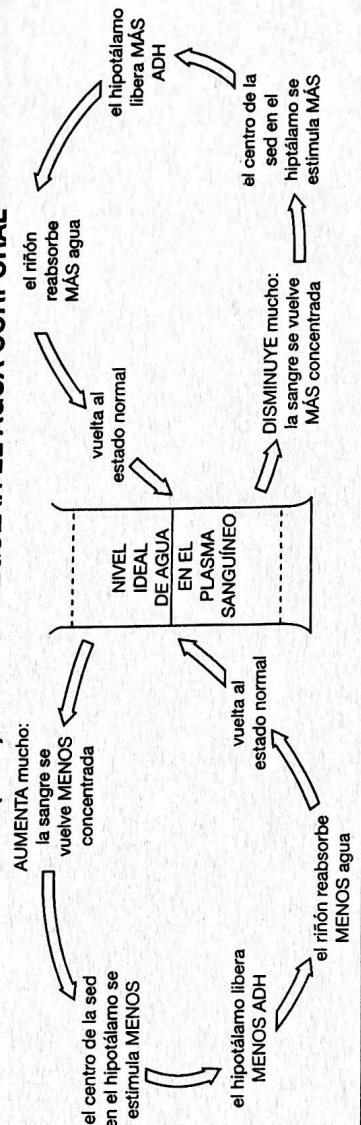 EL AGUA CORPORAL
AUMENTA mucho:
la sangre se
vuelve MENOS
concentrada
el centro de la sed
en el hipotálamo se
estimula MENOS
el hipotálamo libera
MENOS ADH
el riñón reabsorbe
MENOS agua
vuelta al
estado normal
NIVEL
IDEAL
DE AGUA
EN EL
PLASMA
SANGUÍNEO
DISMINUYE mucho:
la sangre se vuelve
MÁS concentrada
el centro de la
sed en el
hiptálamo se
estimula MÁS
el hipotálamo
libera MÁS
ADH
el riñón
reabsorbe
MÁS agua
vuelta al
estado normal